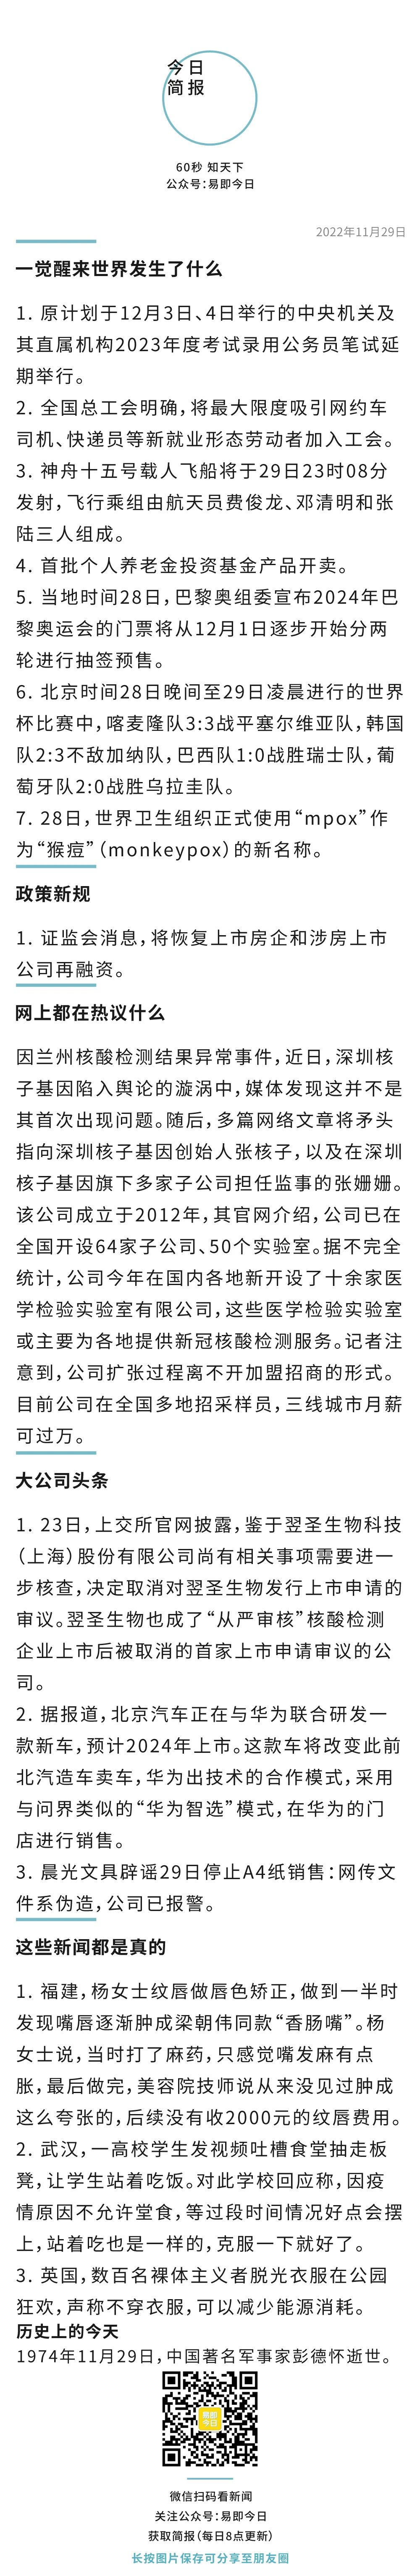 今日
简报
60秒 知天下
公众号：易即今日
2022年11月29日
一觉醒来世界发生了什么
1. 原计划于12月3日、4日举行的中央机关及
其直属机构2023年度考试录用公务员笔试延
期举行。
2. 全国总工会明确，将最大限度吸引网约车
司机、快递员等新就业形态劳动者加入工会。
3. 神舟十五号载人飞船将于29日23时08分
发射，飞行乘组由航天员费俊龙、邓清明和张
陆三人组成。
4. 首批个人养老金投资基金产品开卖。
5. 当地时间28日，巴黎奥组委宣布2024年巴
黎奥运会的门票将从12月1日逐步开始分两
轮进行抽签预售。
6. 北京时间28日晚间至29日凌晨进行的世界
杯比赛中，喀麦隆队3:3战平塞尔维亚队，韩国
队2:3不敌加纳队，巴西队1:0战胜瑞士队，葡
萄牙队2:0战胜乌拉圭队。
7. 28日，世界卫生组织正式使用“mpox”作
为“猴痘”（monkeypox）的新名称。
政策新规
1. 证监会消息，将恢复上市房企和涉房上市
公司再融资。
网上都在热议什么
因兰州核酸检测结果异常事件，近日，深圳核
子基因陷入舆论的漩涡中，媒体发现这并不是
其首次出现问题。随后，多篇网络文章将矛头
指向深圳核子基因创始人张核子，以及在深圳
核子基因旗下多家子公司担任监事的张姗姗。
该公司成立于2012年，其官网介绍，公司已在
全国开设64家子公司、50个实验室。据不完全
统计，公司今年在国内各地新开设了十余家医
学检验实验室有限公司，这些医学检验实验室
或主要为各地提供新冠核酸检测服务。记者注
意到，公司扩张过程离不开加盟招商的形式。
目前公司在全国多地招采样员，三线城市月薪
可过万。
大公司头条
1. 23日，上交所官网披露，鉴于翌圣生物科技
（上海）股份有限公司尚有相关事项需要进一
步核查，决定取消对翌圣生物发行上市申请的
审议。翌圣生物也成了“从严审核”核酸检测
企业上市后被取消的首家上市申请审议的公
司。
2. 据报道，北京汽车正在与华为联合研发一
款新车，预计2024年上市。这款车将改变此前
北汽造车卖车，华为出技术的合作模式，采用
与问界类似的“华为智选”模式，在华为的门
店进行销售。
3. 晨光文具辟谣29日停止A4纸销售：网传文
件系伪造，公司已报警。
这些新闻都是真的
1. 福建，杨女士纹唇做唇色矫正，做到一半时
发现嘴唇逐渐肿成梁朝伟同款“香肠嘴”。杨
女士说，当时打了麻药，只感觉嘴发麻有点
胀，最后做完，美容院技师说从来没见过肿成
这么夸张的，后续没有收2000元的纹唇费用。
2. 武汉，一高校学生发视频吐槽食堂抽走板
凳，让学生站着吃饭。对此学校回应称，因疫
情原因不允许堂食，等过段时间情况好点会摆
上，站着吃也是一样的，克服一下就好了。
3. 英国，数百名裸体主义者脱光衣服在公园
狂欢，声称不穿衣服，可以减少能源消耗。
历史上的今天
1974年11月29日，中国著名军事家彭德怀逝世。
易即
今日
微信扫码看新闻
关注公众号：易即今日
获取简报（每日8点更新）
长按图片保存可分享至朋友圈